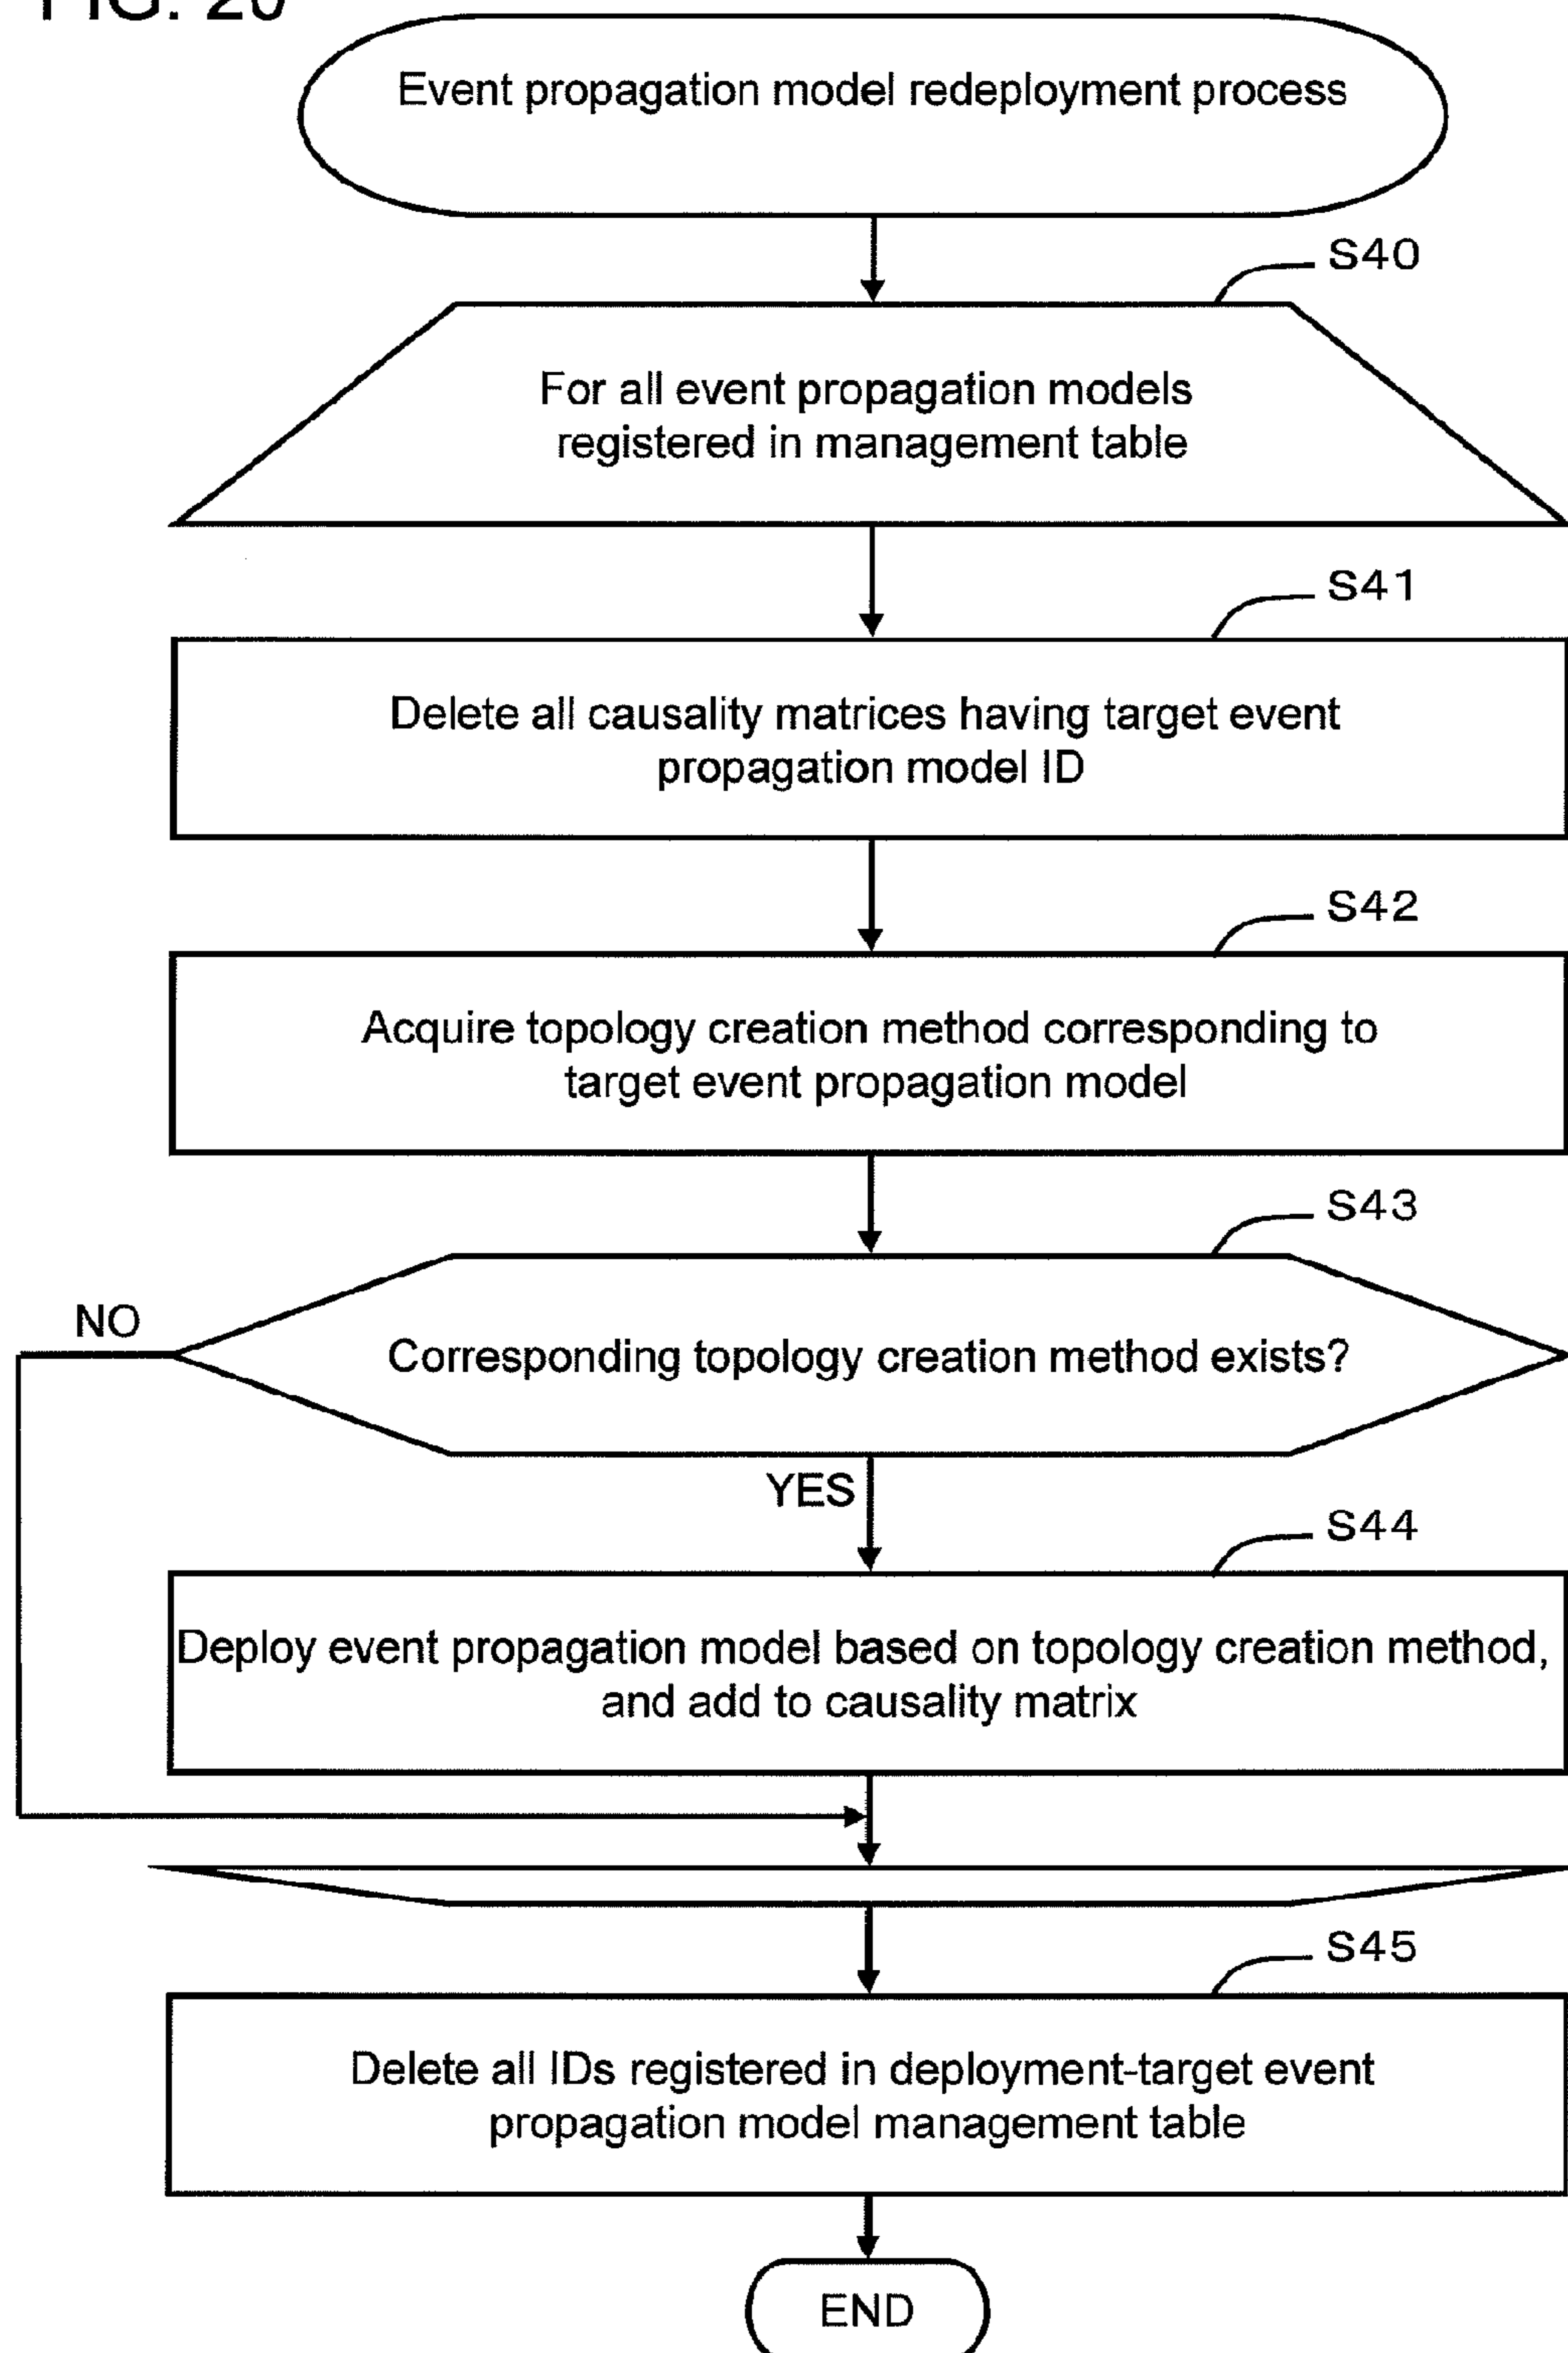 FIG. 20
Event propagation model redeployment process
S40
For all event propagation models
registered in management table
S41
Delete all causality matrices having target event
propagation model ID
S42
Acquire topology creation method corresponding to
target event propagation model
S43
NO
Corresponding topology creation method exists?
YES
S44
Deploy event propagation model based on topology creation method,
and add to causality matrix
S45
Delete all IDs registered in deployment-target event
propagation model management table
END